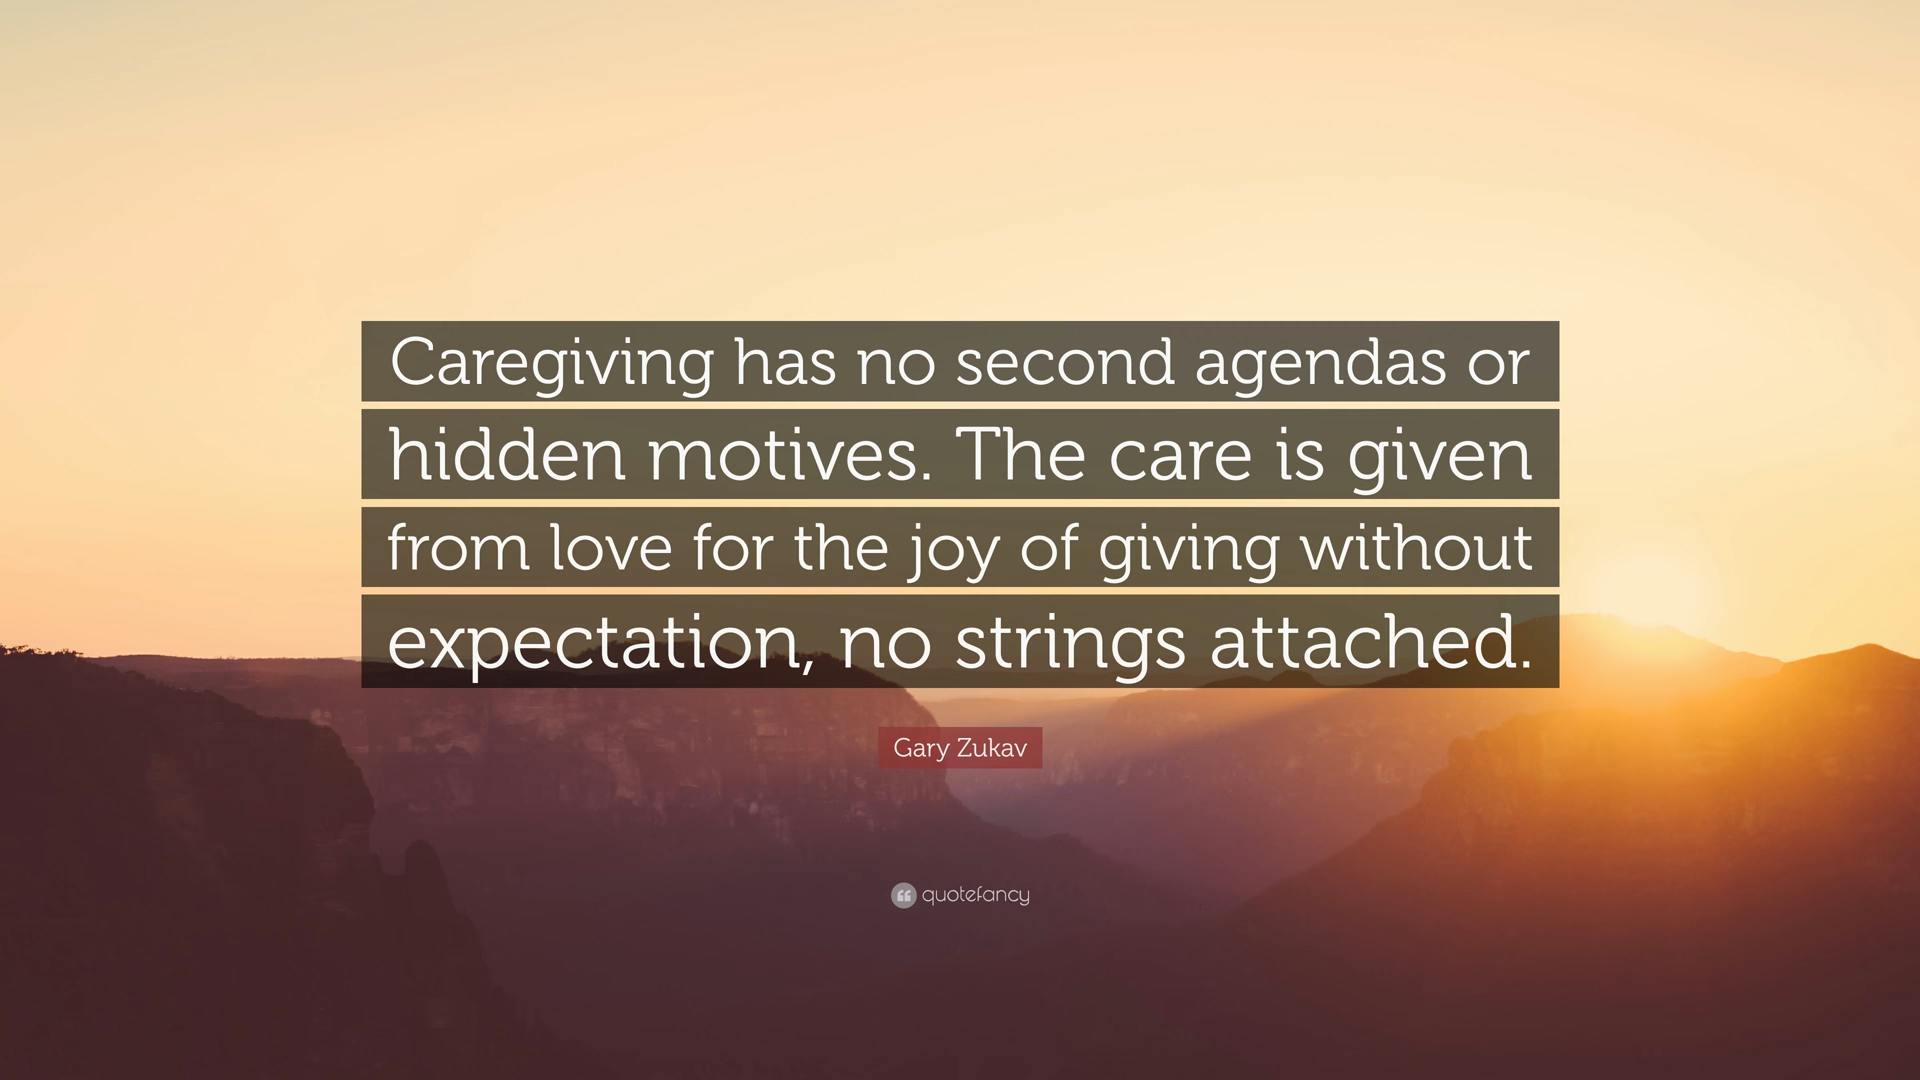 Caregiving has no second agendas or
hidden motives. The care is given
from love for the joy of giving without
expectation, no strings attached.
Gary Zukav
quotefancy